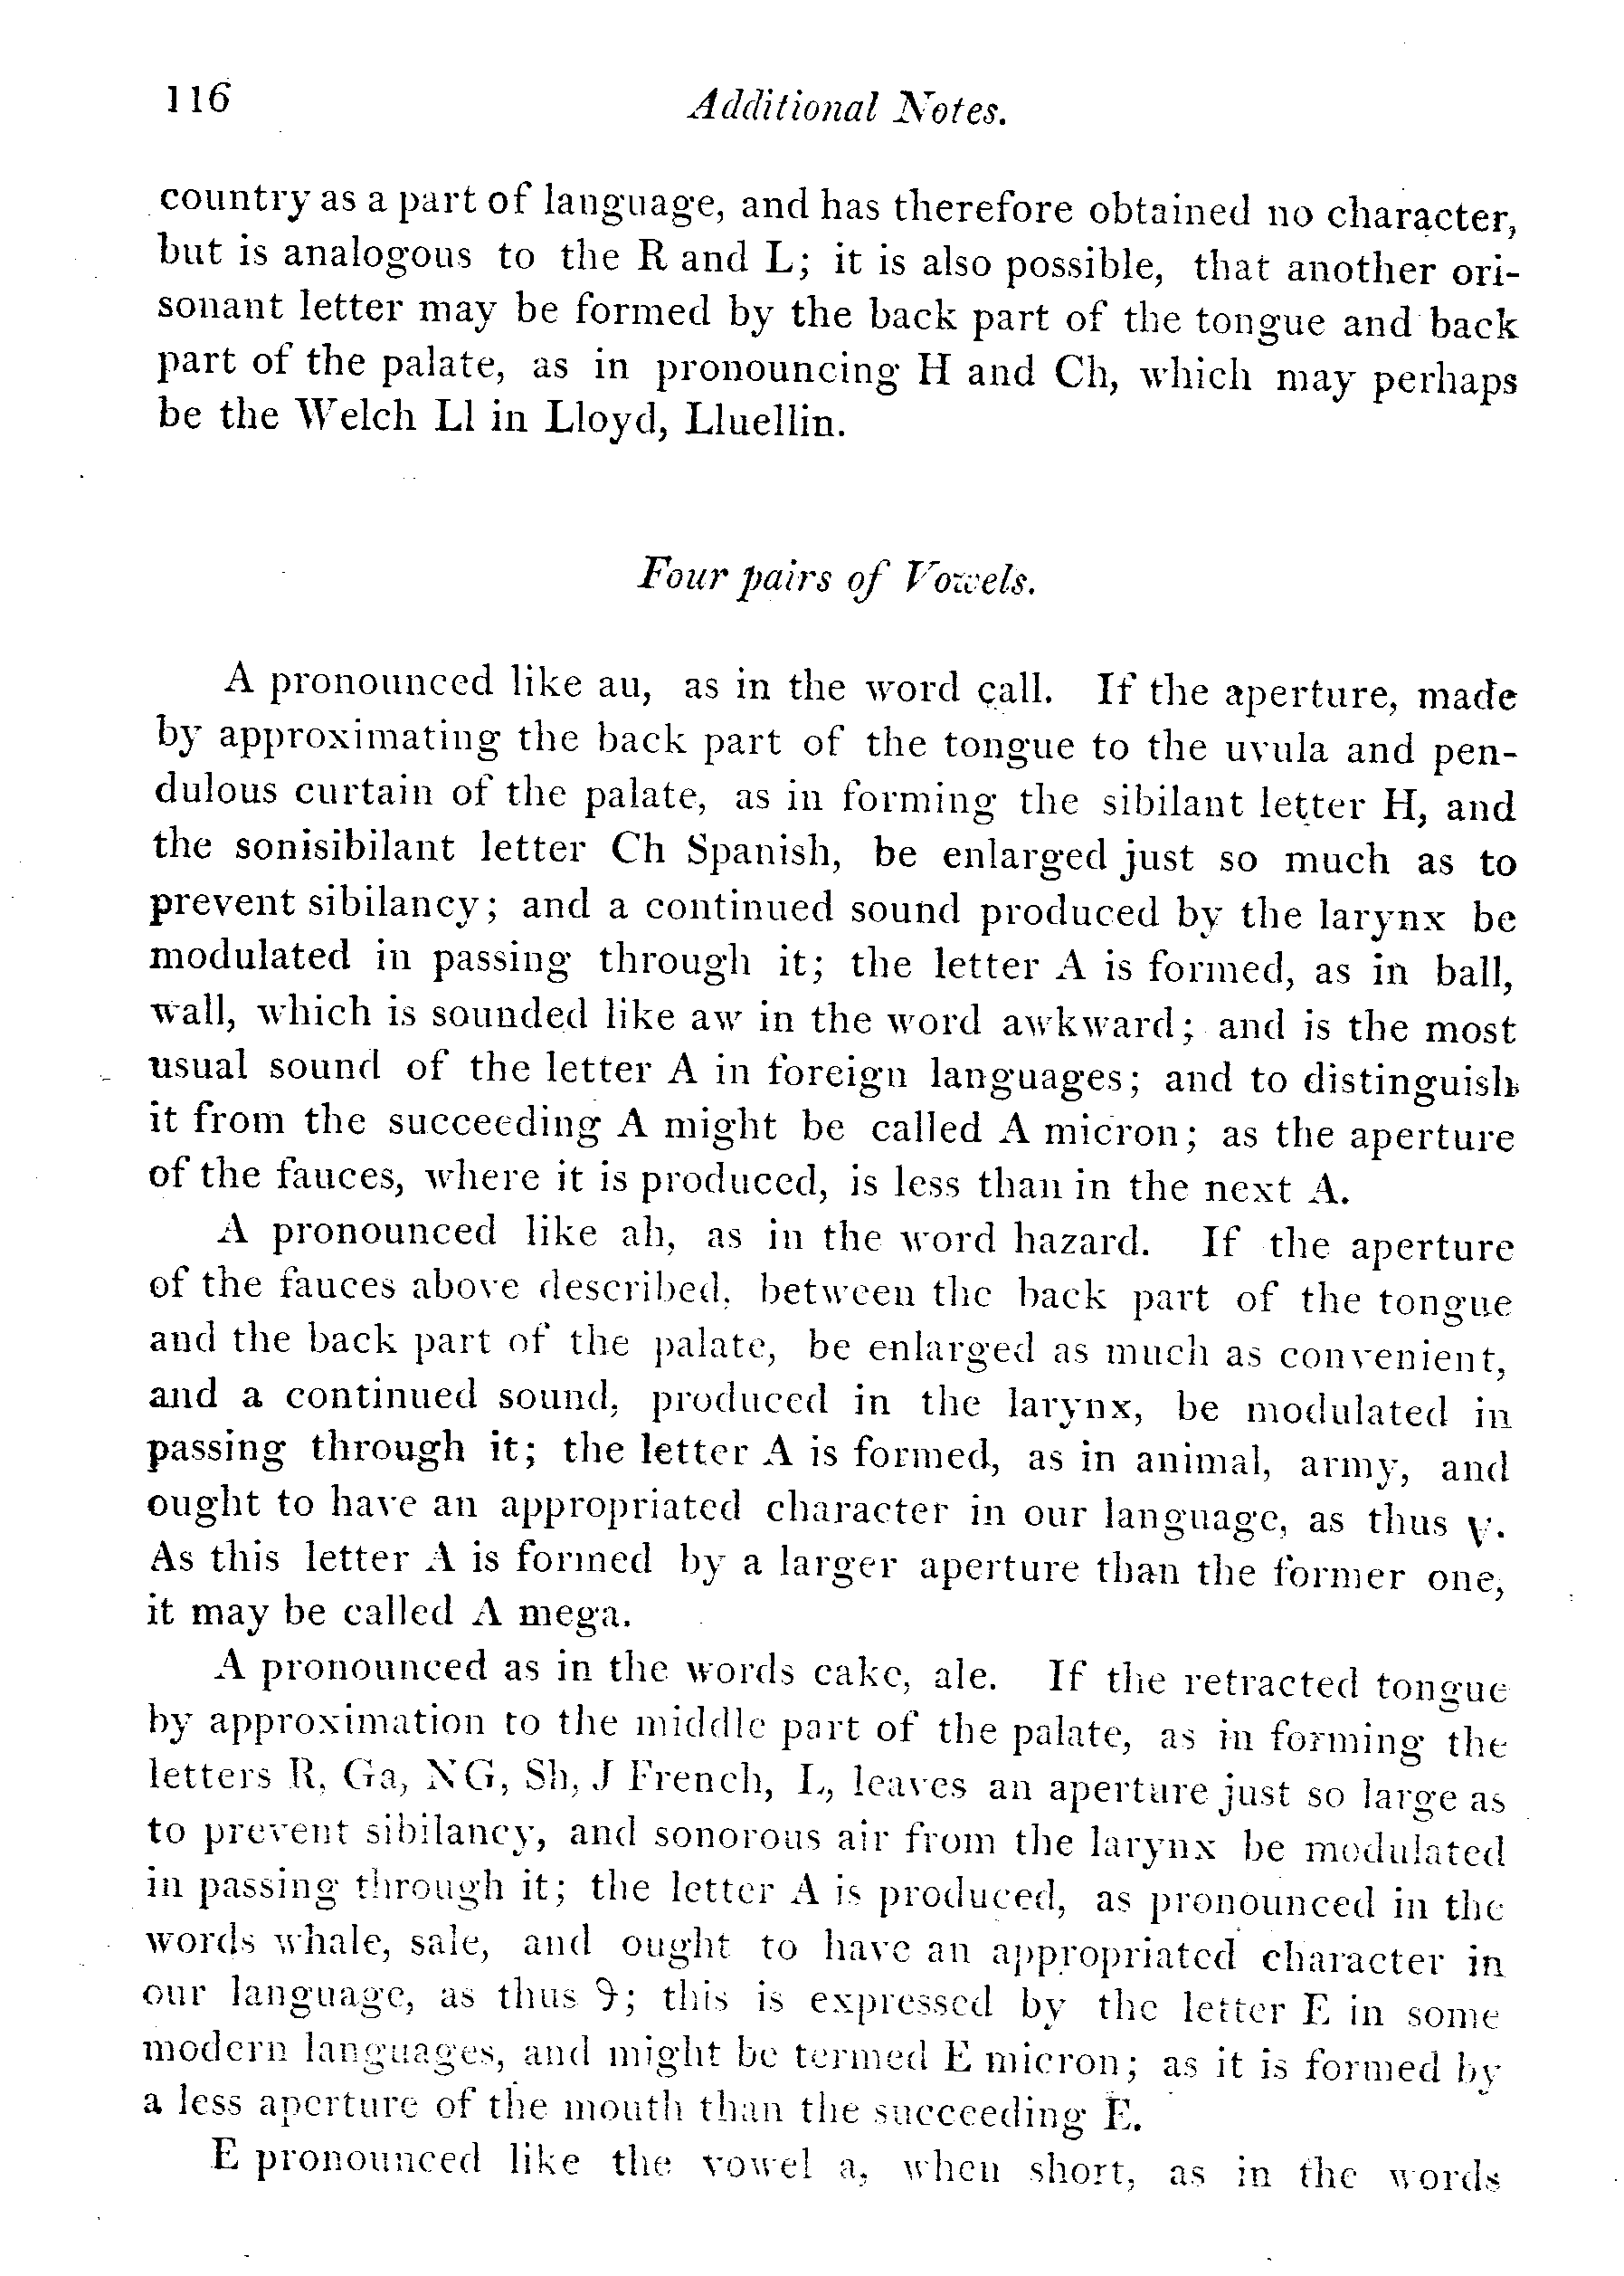 116 Additional Notes.
country as a part of language, and has therefore obtained no character,
but is analogous to the R and L; it is also possible, that another ori-
sonant letter may be formed by the back part of the tongue and back
part of the palate, as in pronouncing H and Ch, which may perhaps
be the Welch Ll in Lloyd, Lluellin.
Four pairs of Vowels.
A pronounced like au, as in the word call. If the aperture, made
by approximating the back part of the tongue to the uvula and pen-
dulous curtain of the palate, as in forming the sibilant letter H, and
the sonisibilant letter Ch Spanish, be enlarged just so much as to
prevent sibilancy; and a continued sound produced by the larynx be
modulated in passing through it; the letter A is formed, as in ball,
wall, which is sounded like aw in the word awkward; and is the most
usual sound of the letter A in foreign languages; and to distinguish
it from the succeeding A might be called A micron; as the aperture
of the fauces, where it is produced, is less than in the next A.
A pronounced like ah, as in the word hazard. If the aperture
of the fauces above described, between the back part of the tongue
and the back part of the palate, be enlarged as much as convenient,
and a continued sound, produced in the larynx, be modulated in
passing through it; the letter A is formed, as in animal, army, and
ought to have an appropriated character in our language, as thus ɐ.
As this letter A is formed by a larger aperture than the former one,
it may be called A mega.
A pronounced as in the words cake, ale. If the retracted tongue
by approximation to the middle part of the palate, as in forming the
letters R, Ga, NG, Sh, J French, L, leaves an aperture just so large as
to prevent sibilancy, and sonorous air from the larynx be modulated
in passing through it; the letter A is produced, as pronounced in the
words whale, sale, and ought to have an appropriated character in
our language, as thus ; this is expressed by the letter E in some
modern languages, and might be termed E micron; as it is formed by
a less aperture of the mouth than the succeeding E.
E pronounced like the vowel a, when short, as in the words